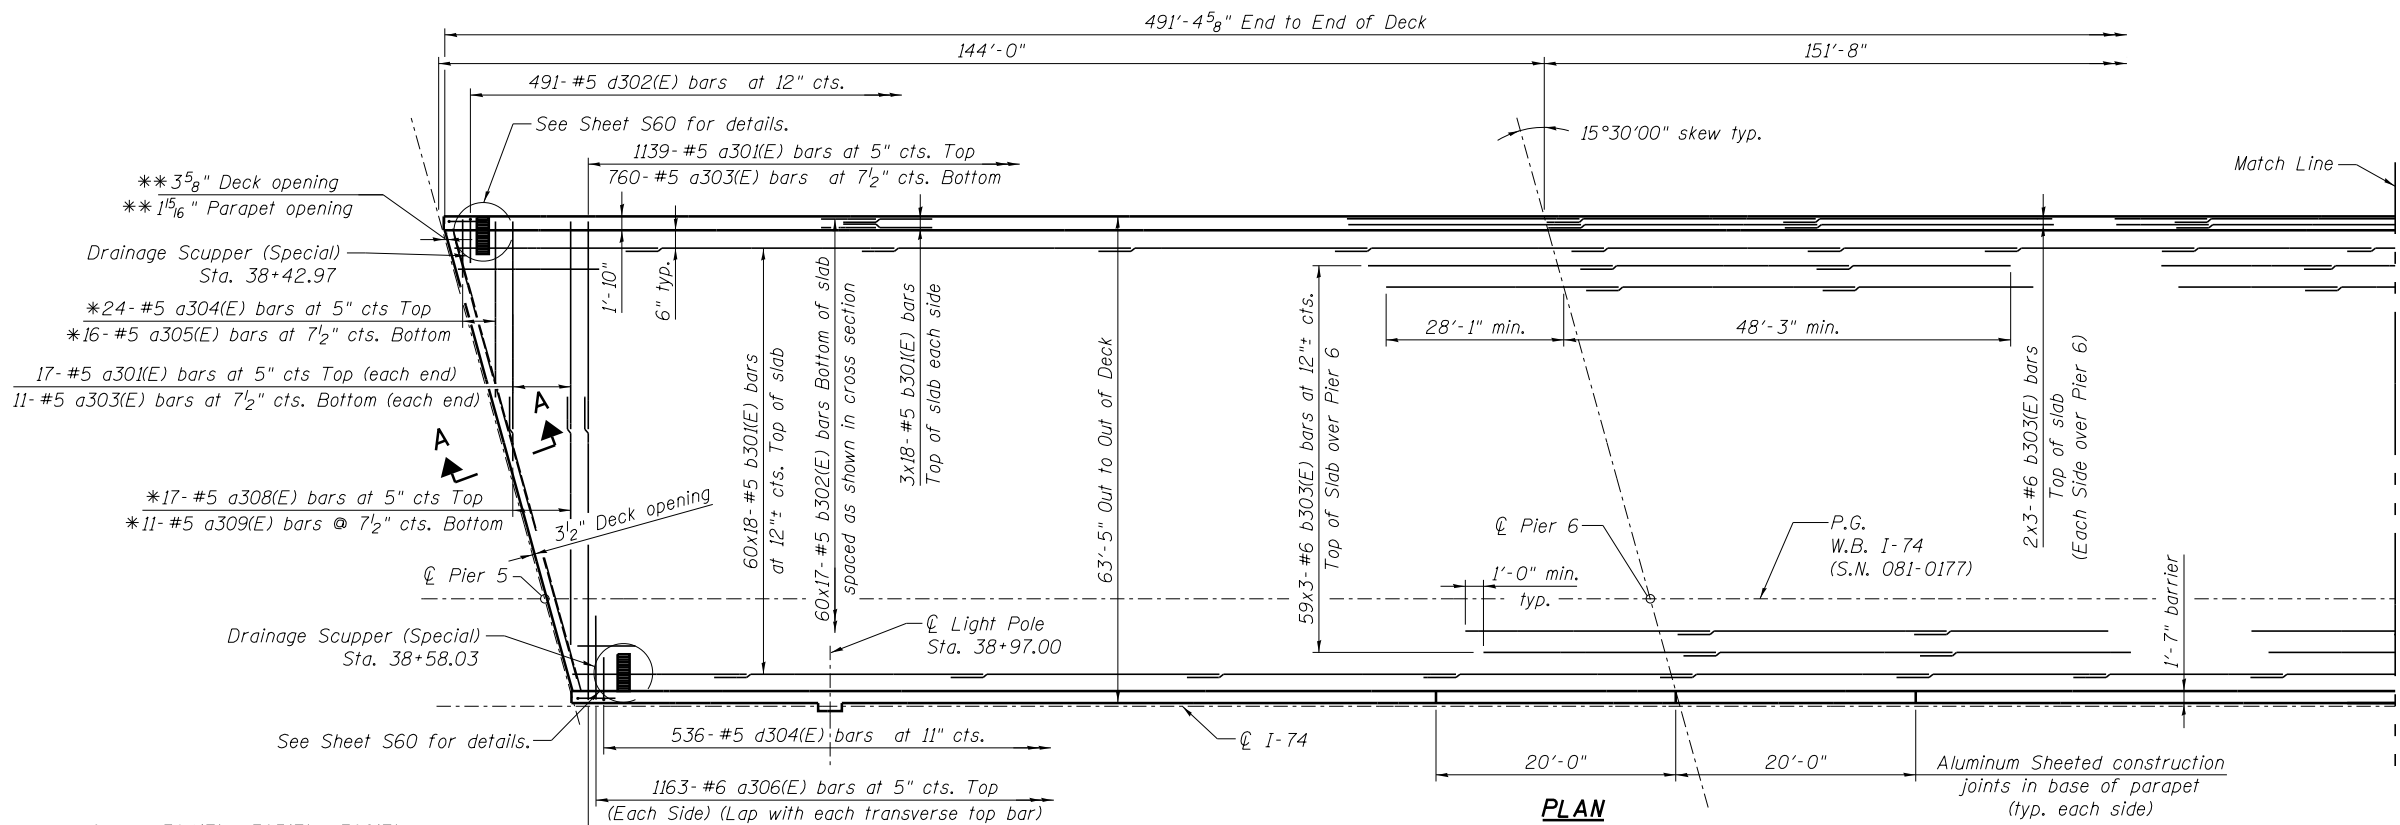 491'-4 5/8" End to End of Deck
144'-0"
151'-8"
491-#5 d302(E) bars at 12" cts.
See Sheet S60 for details.
15°30'00" skew typ.
1139-#5 a301(E) bars at 5" cts. Top
760-#5 a303(E) bars at 7 1/2" cts. Bottom
Match Line
**3 5/8" Deck opening
**1 15/16" Parapet opening
Drainage Scupper (Special)
Sta. 38+42.97
1'-10"
6" typ.
*24-#5 a304(E) bars at 5" cts Top
*16-#5 a305(E) bars at 7 1/2" cts. Bottom
17-#5 a301(E) bars at 5" cts Top (each end)
11-#5 a303(E) bars at 7 1/2" cts. Bottom (each end)
A
A
*17-#5 a308(E) bars at 5" cts Top
*11-#5 a309(E) bars @ 7 1/2" cts. Bottom
3 1/2" Deck opening
60x18-#5 b301(E) bars
at 12"± cts. Top of slab
60x17-#5 b302(E) bars Bottom of slab
spaced as shown in cross section
3x18-#5 b301(E) bars
Top of slab each side
63'-5" Out to Out of Deck
59x3-#6 b303(E) bars at 12"± cts.
Top of Slab over Pier 6
28'-1" min.
48'-3" min.
2x3-#6 b303(E) bars
Top of slab
(Each Side over Pier 6)
℄ Pier 6
P.G.
W.B. I-74
(S.N. 081-0177)
℄ Pier 5
1'-0" min.
typ.
1'-7" barrier
Drainage Scupper (Special)
Sta. 38+58.03
℄ Light Pole
Sta. 38+97.00
See Sheet S60 for details.
536-#5 d304(E) bars at 11" cts.
℄ I-74
20'-0"
20'-0"
Aluminum Sheeted construction
joints in base of parapet
(typ. each side)
1163-#6 a306(E) bars at 5" cts. Top
(Each Side) (Lap with each transverse top bar)
PLAN